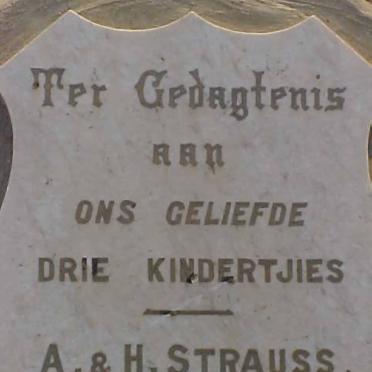 Ter Gedagtenis
aan
ONS GELIEFDE
DRIE KINDERTJIES
A. & H. STRAUSS.